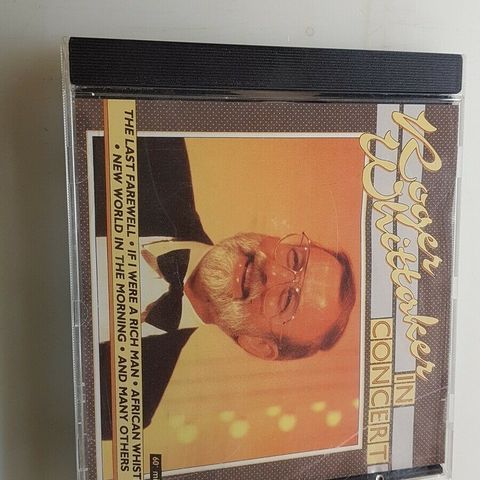 Roger
Whittaker
IN
CONCERT
THE LAST FAREWELL • IF I WERE A RICH MAN • AFRICAN WHIST
• NEW WORLD IN THE MORNING • AND MANY OTHERS
60'